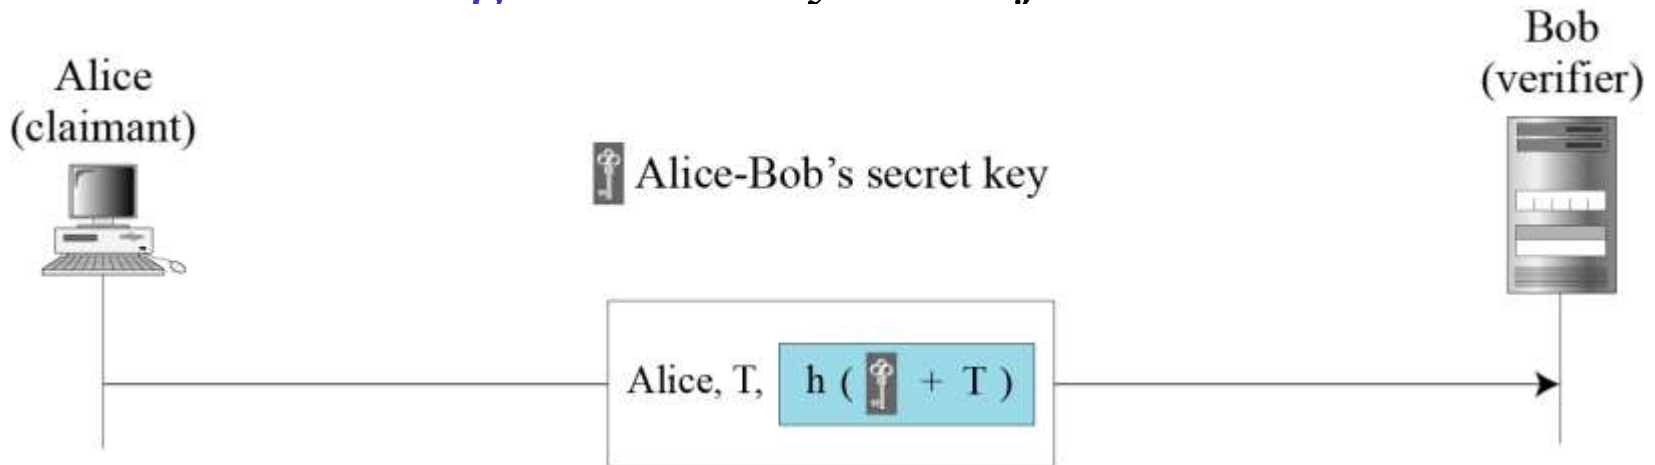 Alice
(claimant)
Bob
(verifier)
Alice-Bob's secret key
Alice, T, h ( + T )